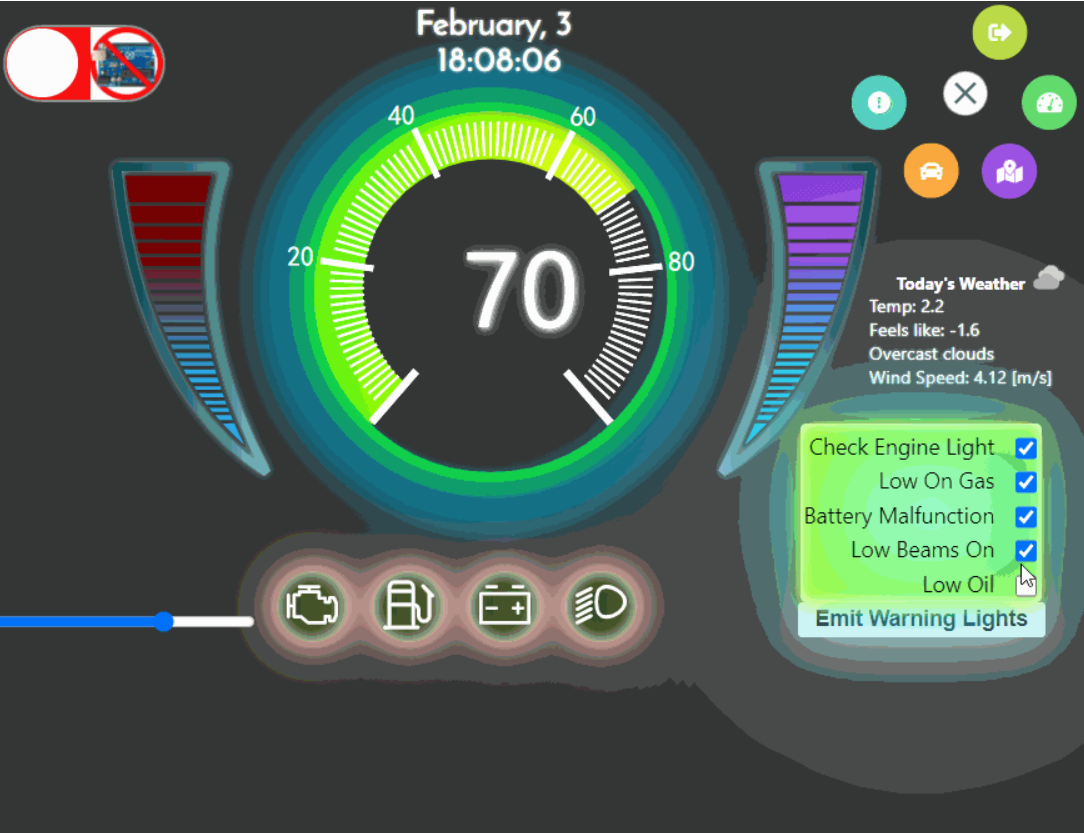 February, 3
18:08:06
40
60
20
80
70
Today's Weather
Temp: 2.2
Feels like: -1.6
Overcast clouds
Wind Speed: 4.12 [m/s]
Check Engine Light
Low On Gas
Battery Malfunction
Low Beams On
Low Oil
Emit Warning Lights